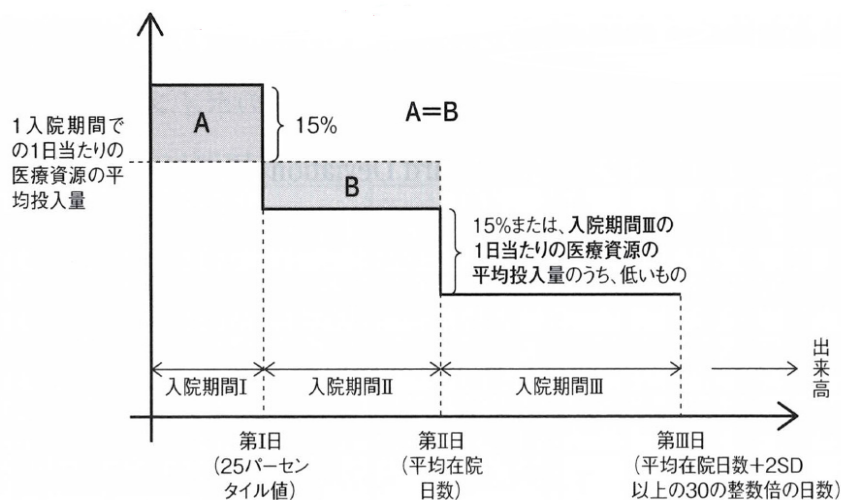 1入院期間で
の1日当たりの
医療資源の平
均投入量
A
15%
A=B
B
15%または、入院期間Ⅲの
1日当たりの医療資源の
平均投入量のうち、低いもの
入院期間Ⅰ
入院期間Ⅱ
入院期間Ⅲ
出来高
第Ⅰ日
(25パーセン
タイル値)
第Ⅱ日
(平均在院
日数)
第Ⅲ日
(平均在院日数+2SD
以上の30の整数倍の日数)